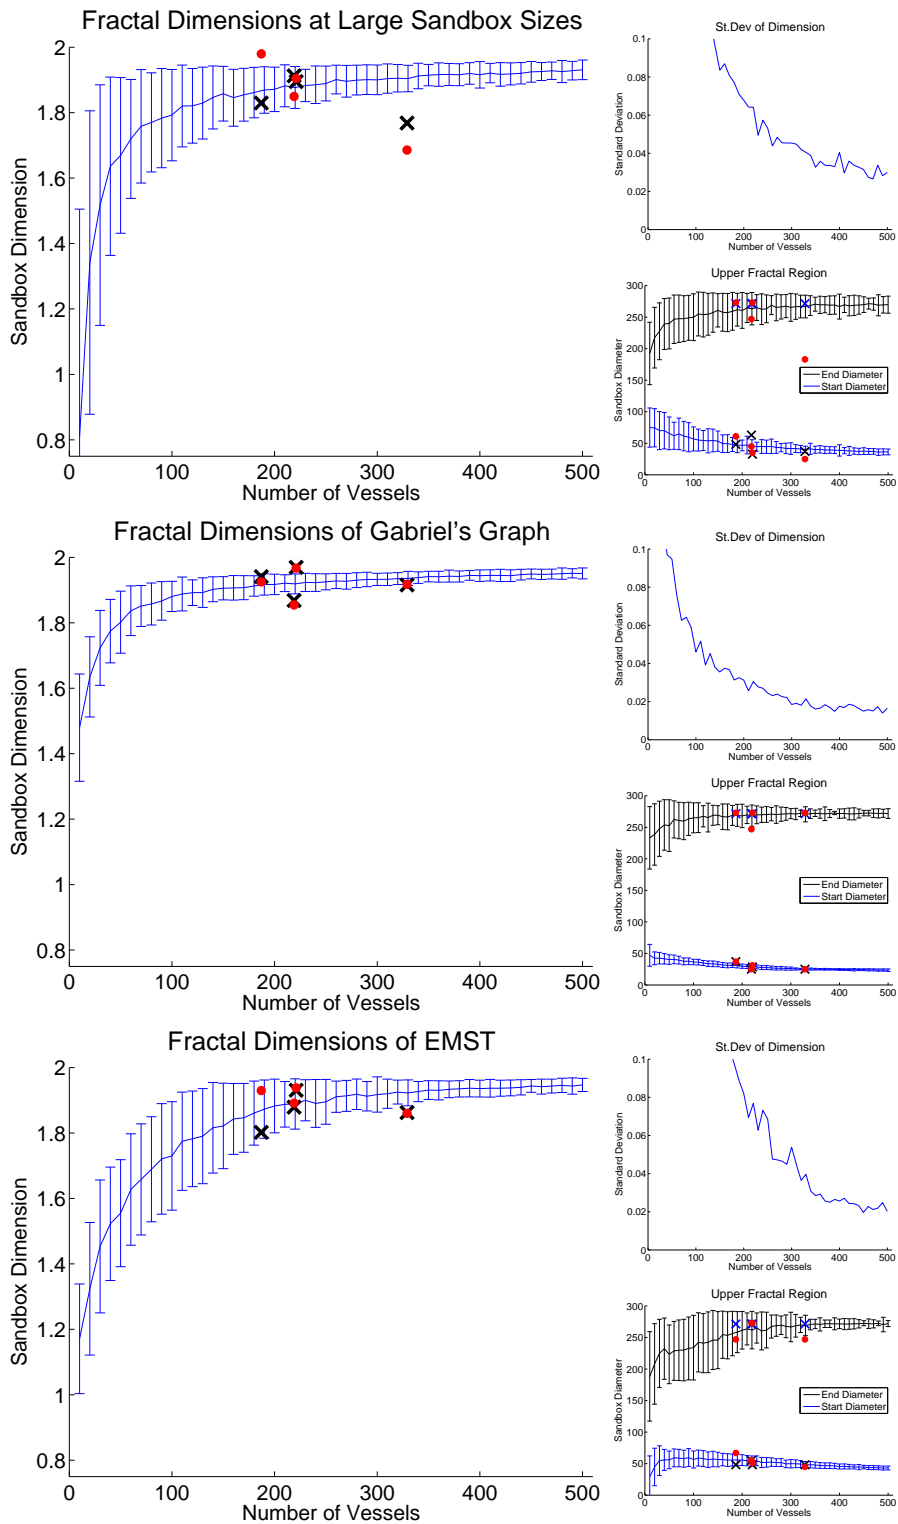 Fractal Dimensions at Large Sandbox Sizes
2
1.8
1.6
1.4
1.2
1
0.8
Sandbox Dimension
0 100 200 300 400 500
Number of Vessels
St.Dev of Dimension
0.1
0.08
0.06
0.04
0.02
0
Standard Deviation
0 100 200 300 400 500
Number of Vessels
Upper Fractal Region
300
250
200
150
100
50
0
Sandbox Diameter
End Diameter
Start Diameter
0 100 200 300 400 500
Number of Vessels
Fractal Dimensions of Gabriel's Graph
2
1.8
1.6
1.4
1.2
1
0.8
Sandbox Dimension
0 100 200 300 400 500
Number of Vessels
St.Dev of Dimension
0.1
0.08
0.06
0.04
0.02
0
Standard Deviation
0 100 200 300 400 500
Number of Vessels
Upper Fractal Region
300
250
200
150
100
50
0
Sandbox Diameter
End Diameter
Start Diameter
0 100 200 300 400 500
Number of Vessels
Fractal Dimensions of EMST
2
1.8
1.6
1.4
1.2
1
0.8
Sandbox Dimension
0 100 200 300 400 500
Number of Vessels
St.Dev of Dimension
0.1
0.08
0.06
0.04
0.02
0
Standard Deviation
0 100 200 300 400 500
Number of Vessels
Upper Fractal Region
300
250
200
150
100
50
0
Sandbox Diameter
End Diameter
Start Diameter
0 100 200 300 400 500
Number of Vessels